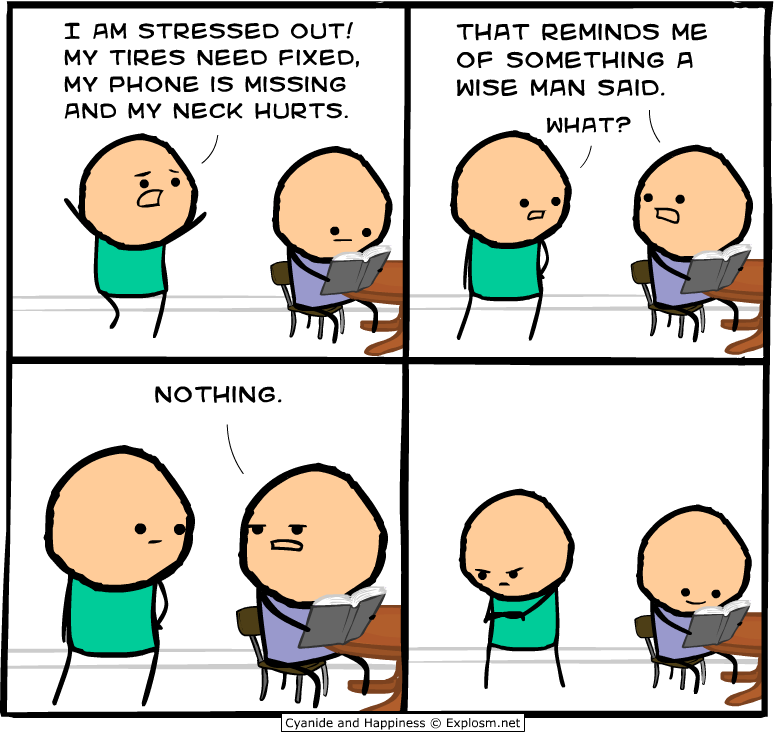 I AM STRESSED OUT!
MY TIRES NEED FIXED,
MY PHONE IS MISSING
AND MY NECK HURTS.
THAT REMINDS ME
OF SOMETHING A
WISE MAN SAID.
WHAT?
NOTHING.
Cyanide and Happiness © Explosm.net